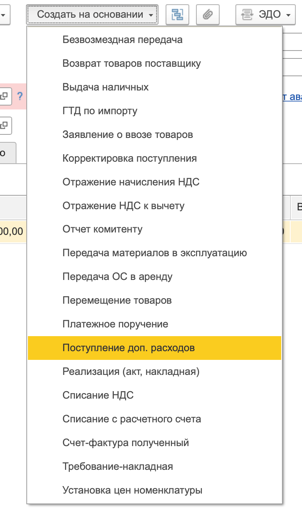 Создать на основании
ЭДО
Безвозмездная передача
Возврат товаров поставщику
Выдача наличных
ГТД по импорту
? т ава
Заявление о ввозе товаров
Корректировка поступления
о
Отражение начисления НДС
Отражение НДС к вычету
00,00
Отчет комитенту
Передача материалов в эксплуатацию
Передача ОС в аренду
Перемещение товаров
Платежное поручение
Поступление доп. расходов
Реализация (акт, накладная)
Списание НДС
Списание с расчетного счета
Счет-фактура полученный
Требование-накладная
Установка цен номенклатуры